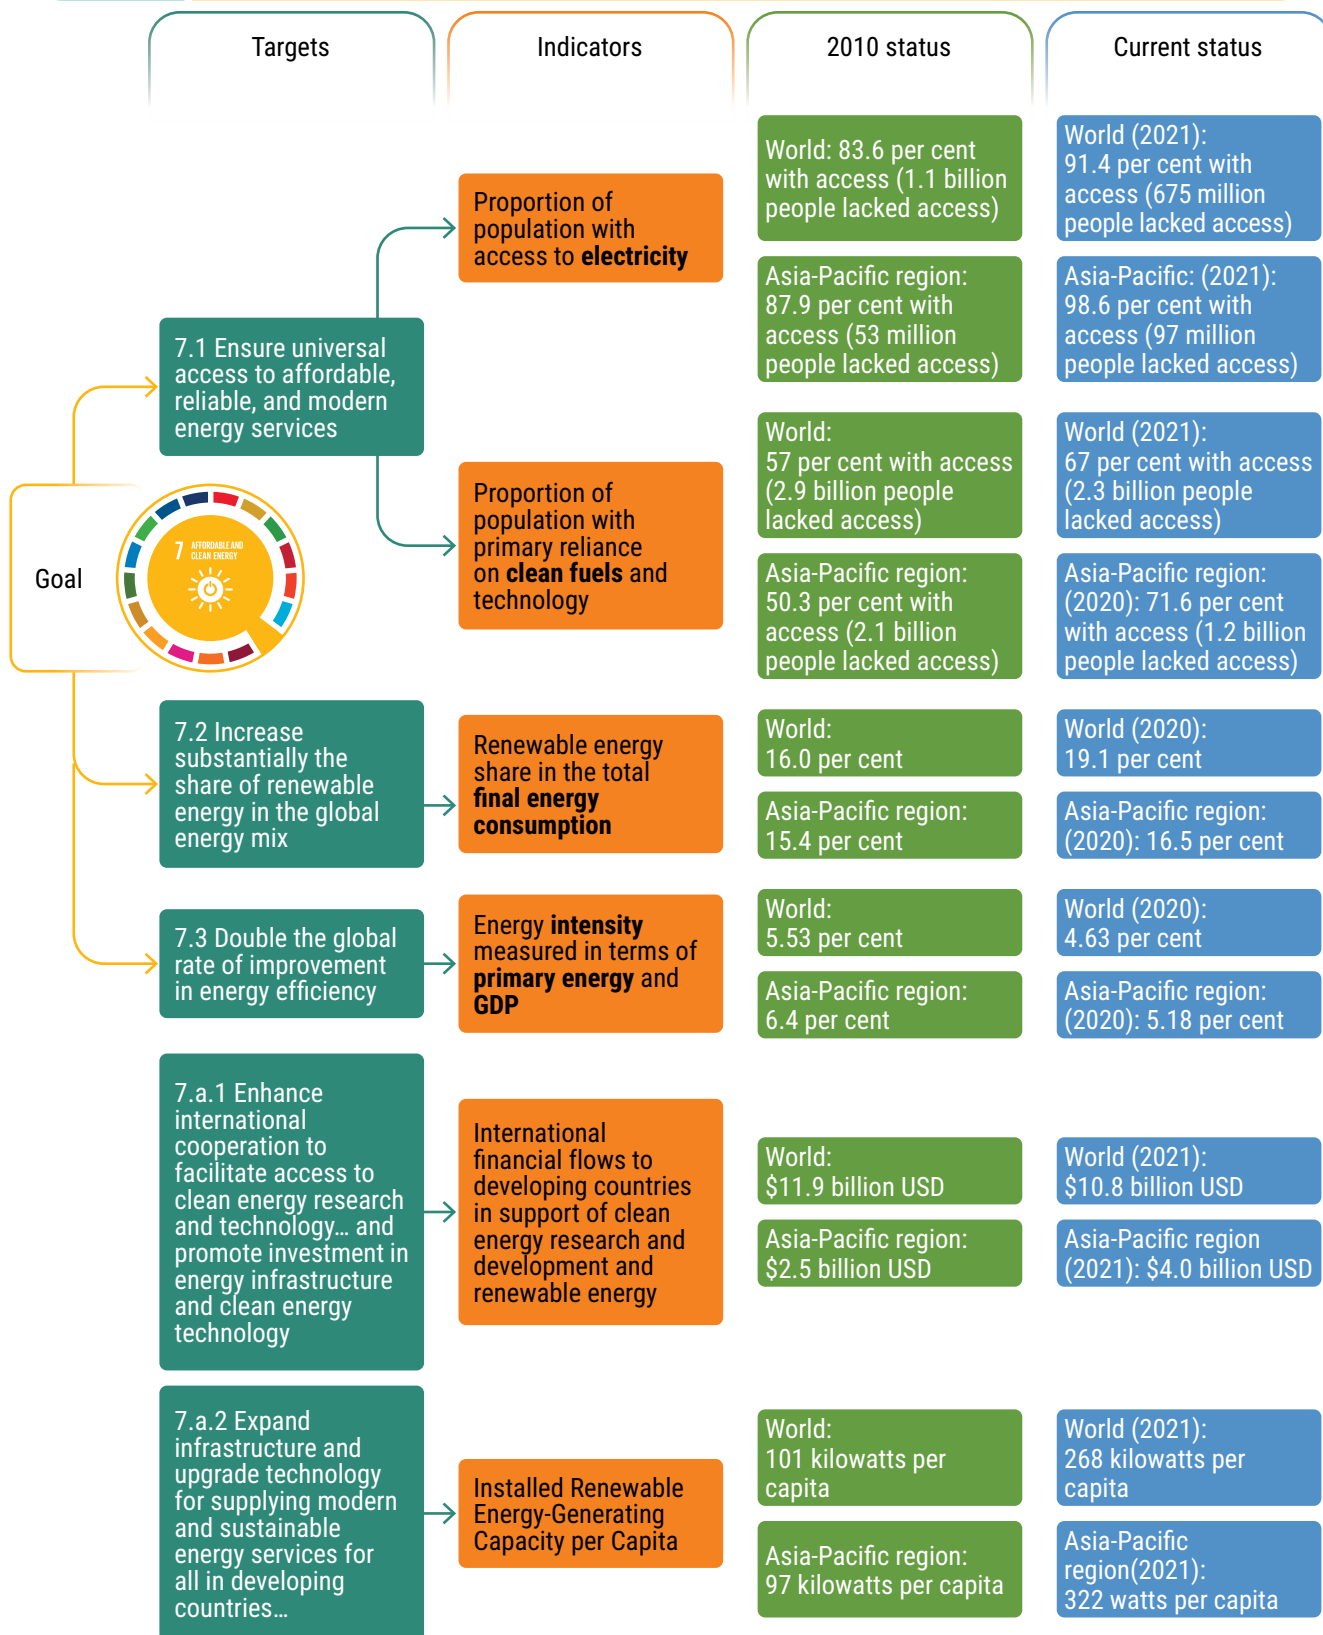 Targets
Indicators
2010 status
Current status
Goal
7 AFFORDABLE AND
CLEAN ENERGY
7.1 Ensure universal
access to affordable,
reliable, and modern
energy services
Proportion of
population with
access to electricity
World: 83.6 per cent
with access (1.1 billion
people lacked access)
World (2021):
91.4 per cent with
access (675 million
people lacked access)
Asia-Pacific region:
87.9 per cent with
access (53 million
people lacked access)
Asia-Pacific: (2021):
98.6 per cent with
access (97 million
people lacked access)
Proportion of
population with
primary reliance
on clean fuels and
technology
World:
57 per cent with access
(2.9 billion people
lacked access)
World (2021):
67 per cent with access
(2.3 billion people
lacked access)
Asia-Pacific region:
50.3 per cent with
access (2.1 billion
people lacked access)
Asia-Pacific region:
(2020): 71.6 per cent
with access (1.2 billion
people lacked access)
7.2 Increase
substantially the
share of renewable
energy in the global
energy mix
Renewable energy
share in the total
final energy
consumption
World:
16.0 per cent
World (2020):
19.1 per cent
Asia-Pacific region:
15.4 per cent
Asia-Pacific region:
(2020): 16.5 per cent
7.3 Double the global
rate of improvement
in energy efficiency
Energy intensity
measured in terms of
primary energy and
GDP
World:
5.53 per cent
World (2020):
4.63 per cent
Asia-Pacific region:
6.4 per cent
Asia-Pacific region:
(2020): 5.18 per cent
7.a.1 Enhance
international
cooperation to
facilitate access to
clean energy research
and technology… and
promote investment in
energy infrastructure
and clean energy
technology
International
financial flows to
developing countries
in support of clean
energy research and
development and
renewable energy
World:
$11.9 billion USD
World (2021):
$10.8 billion USD
Asia-Pacific region:
$2.5 billion USD
Asia-Pacific region
(2021): $4.0 billion USD
7.a.2 Expand
infrastructure and
upgrade technology
for supplying modern
and sustainable
energy services for
all in developing
countries…
Installed Renewable
Energy-Generating
Capacity per Capita
World:
101 kilowatts per
capita
World (2021):
268 kilowatts per
capita
Asia-Pacific region:
97 kilowatts per capita
Asia-Pacific
region(2021):
322 watts per capita